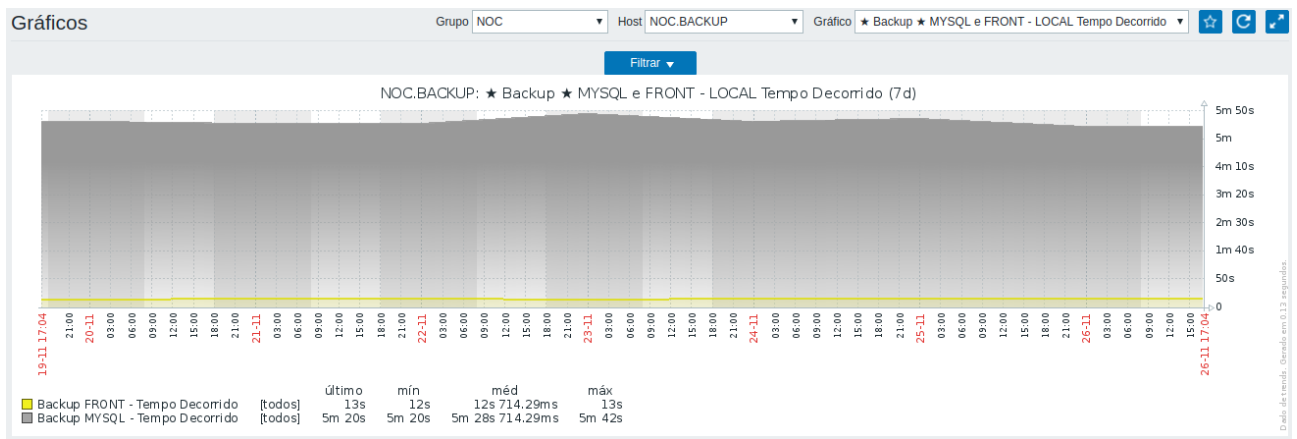 Gráficos
Grupo NOC ▼ Host NOC.BACKUP ▼ Gráfico ★ Backup ★ MYSQL e FRONT - LOCAL Tempo Decorrido ▼
Filtrar ▼
NOC.BACKUP: ★ Backup ★ MYSQL e FRONT - LOCAL Tempo Decorrido (7d)
5m 50s
5m
4m 10s
3m 20s
2m 30s
1m 40s
50s
0
19-11 17:04 21:00 20-11 03:00 06:00 09:00 12:00 15:00 18:00 21:00 21-11 03:00 06:00 09:00 12:00 15:00 18:00 21:00 22-11 03:00 06:00 09:00 12:00 15:00 18:00 21:00 23-11 03:00 06:00 09:00 12:00 15:00 18:00 21:00 24-11 03:00 06:00 09:00 12:00 15:00 18:00 21:00 25-11 03:00 06:00 09:00 12:00 15:00 18:00 21:00 26-11 03:00 06:00 09:00 12:00 15:00 26-11 17:04
Dado de trends. Gerado em 0.13 segundos.
último mín méd máx
Backup FRONT - Tempo Decorrido [todos] 13s 12s 12s 714.29ms 13s
Backup MYSQL - Tempo Decorrido [todos] 5m 20s 5m 20s 5m 28s 714.29ms 5m 42s